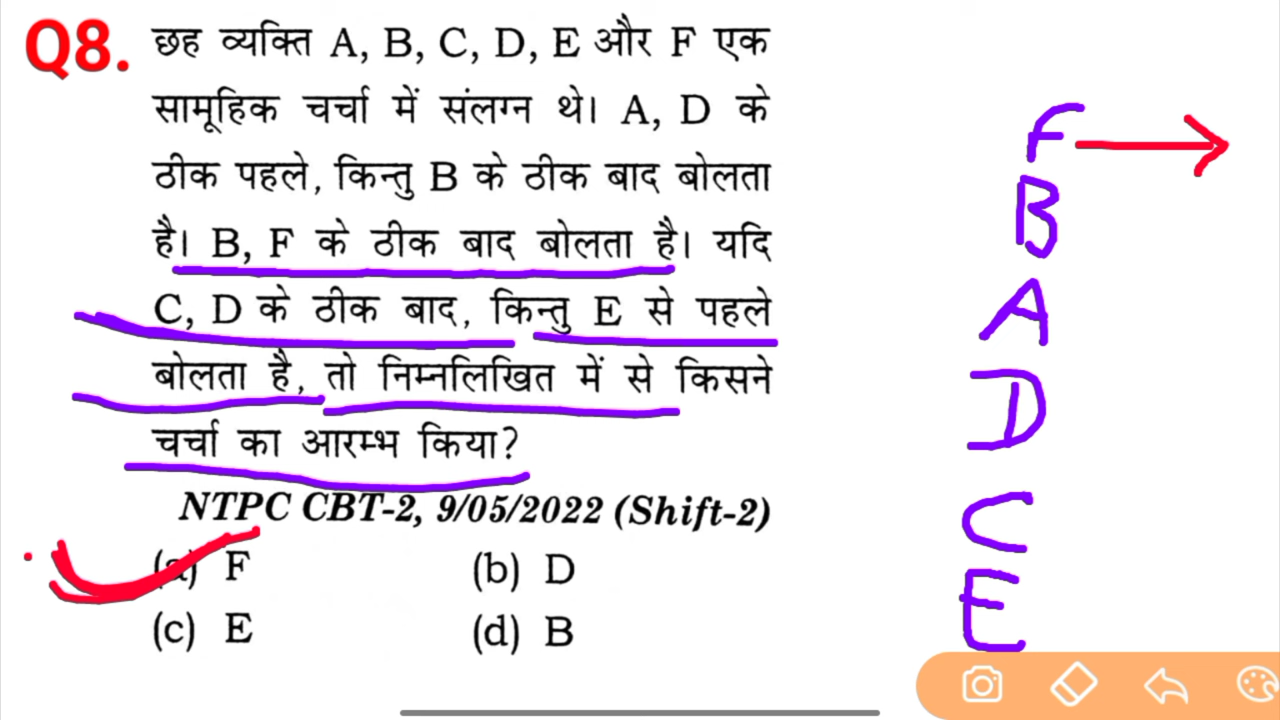 Q8. छह व्यक्ति A, B, C, D, E और F एक
सामूहिक चर्चा में संलग्न थे। A, D के
ठीक पहले, किन्तु B के ठीक बाद बोलता
है। B, F के ठीक बाद बोलता है। यदि
C, D के ठीक बाद, किन्तु E से पहले
बोलता है, तो निम्नलिखित में से किसने
चर्चा का आरम्भ किया?
NTPC CBT-2, 9/05/2022 (Shift-2)
(a) F (b) D
(c) E (d) B
F
B
A
D
C
E